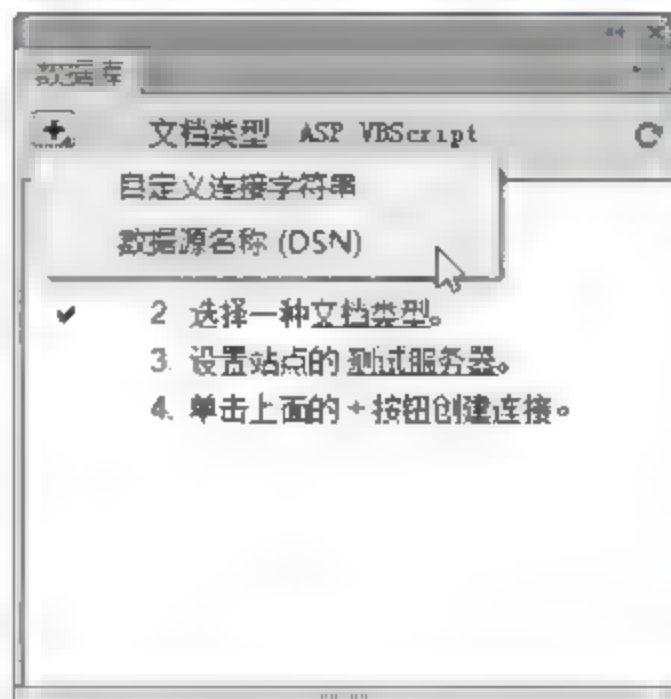 数据库
文档类型 ASP VBScript
自定义连接字符串
数据源名称 (DSN)
2 选择一种文档类型。
3. 设置站点的 测试服务器。
4. 单击上面的 + 按钮创建连接。